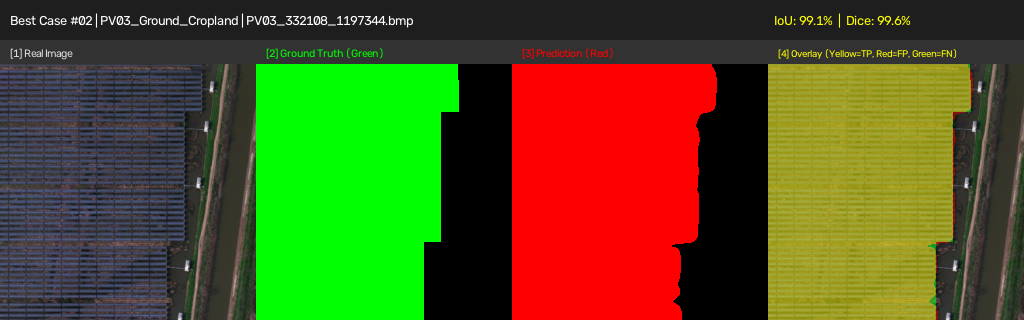 Best Case #02 | PV03_Ground_Cropland | PV03_332108_1197344.bmp
IoU: 99.1% | Dice: 99.6%
[1] Real Image
[2] Ground Truth (Green)
[3] Prediction (Red)
[4] Overlay (Yellow=TP, Red=FP, Green=FN)